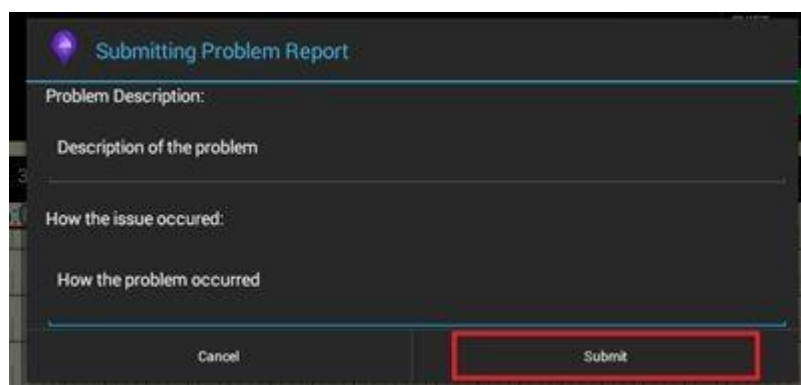 Submitting Problem Report
Problem Description:
Description of the problem
How the issue occured:
How the problem occurred
Cancel
Submit